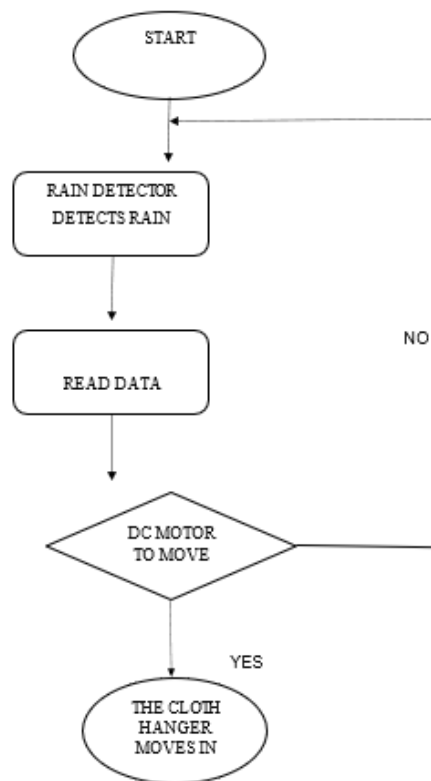 START
RAIN DETECTOR
DETECTS RAIN
NO
READ DATA
DC MOTOR
TO MOVE
YES
THE CLOTH
HANGER
MOVES IN